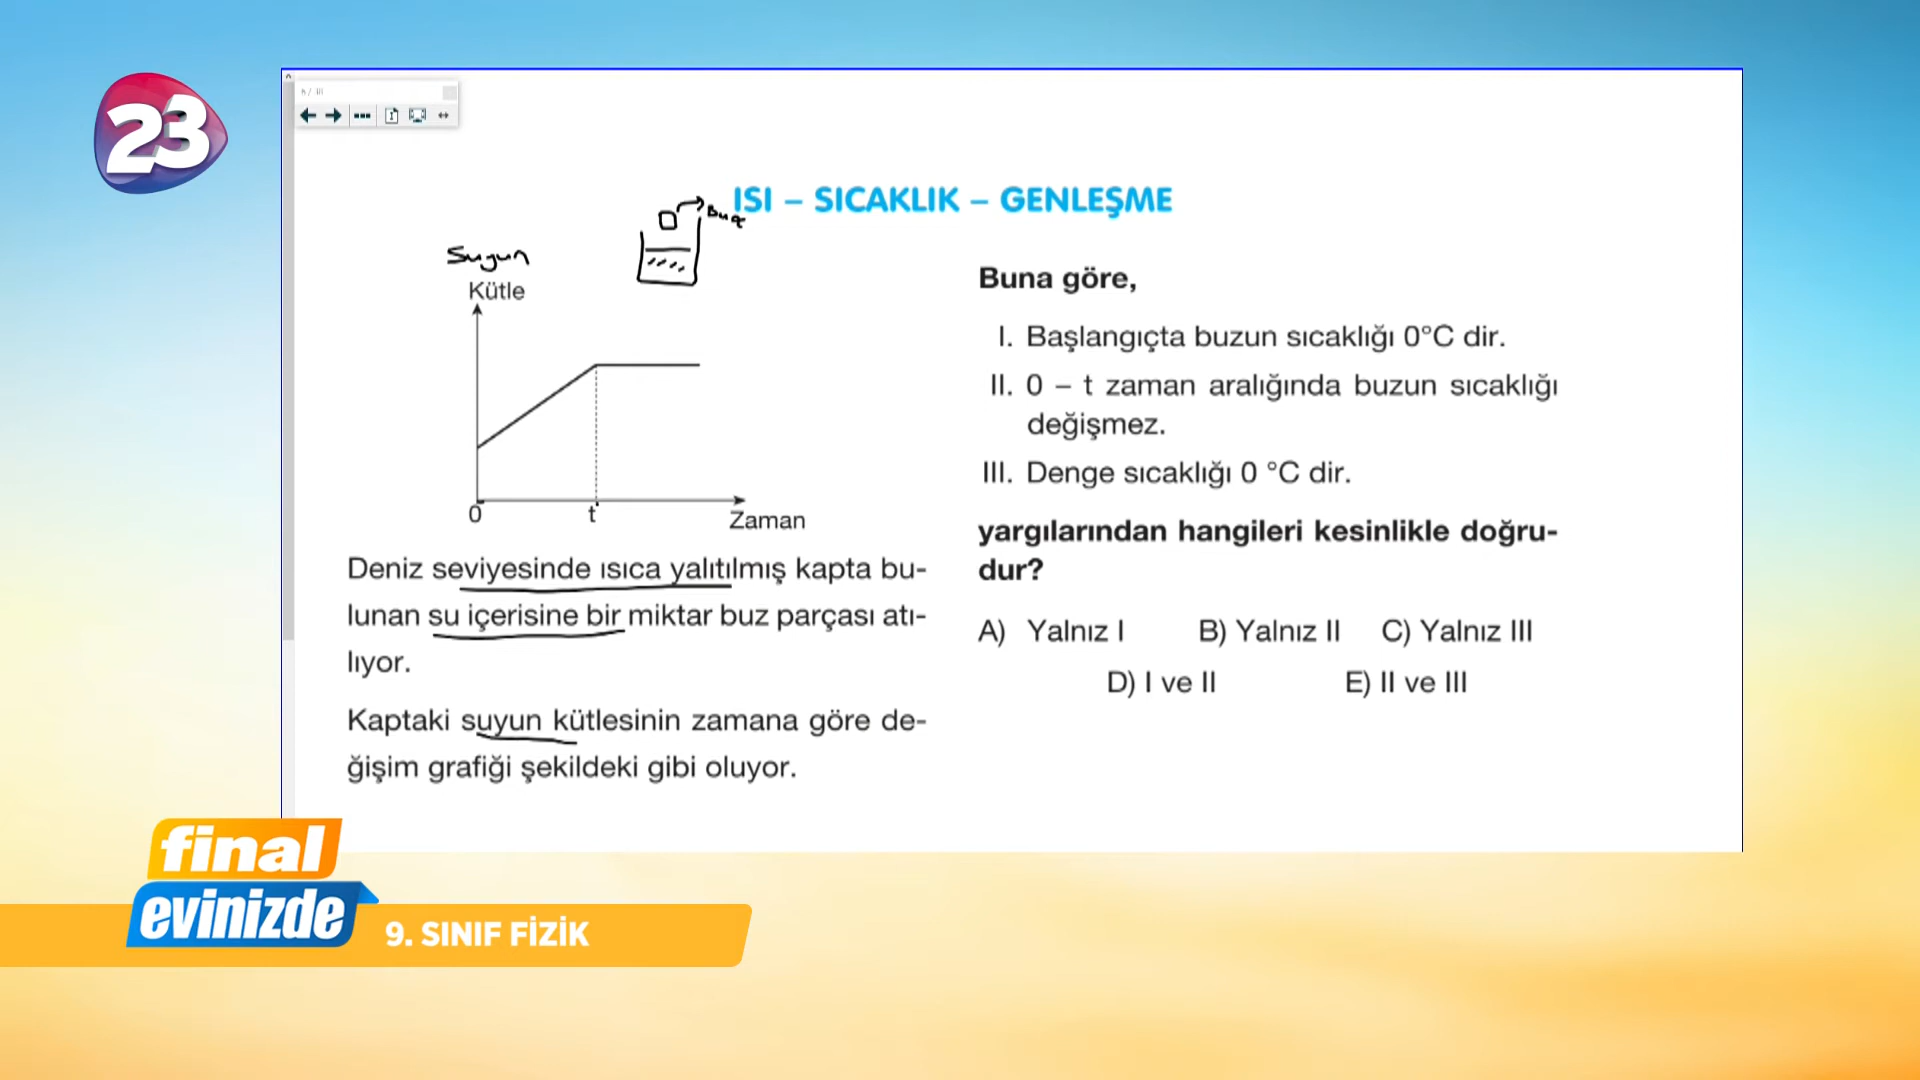 23
ISI – SICAKLIK – GENLEŞME
Buz
Suyun
Kütle
0
t
Zaman
Deniz seviyesinde ısıca yalıtılmış kapta bu-
lunan su içerisine bir miktar buz parçası atı-
lıyor.
Kaptaki suyun kütlesinin zamana göre de-
ğişim grafiği şekildeki gibi oluyor.
Buna göre,
I. Başlangıçta buzun sıcaklığı 0°C dir.
II. 0 – t zaman aralığında buzun sıcaklığı
değişmez.
III. Denge sıcaklığı 0 °C dir.
yargılarından hangileri kesinlikle doğru-
dur?
A) Yalnız I B) Yalnız II C) Yalnız III
D) I ve II E) II ve III
final
evinizde
9. SINIF FİZİK